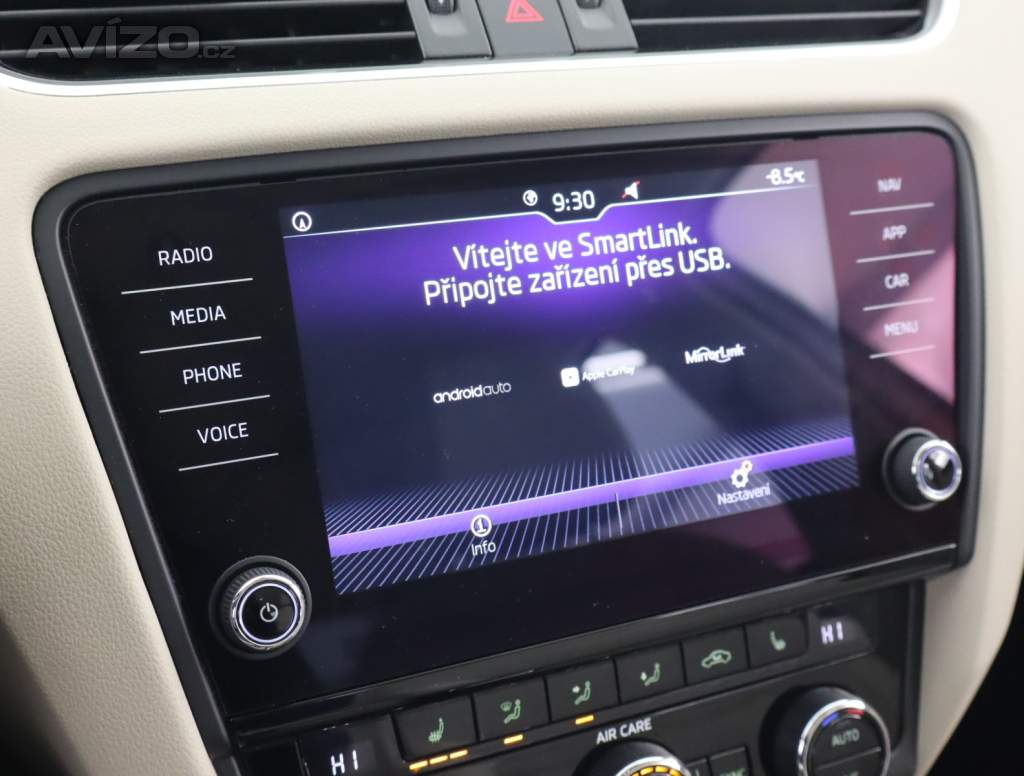 AVÍZO.cz
9:30
-8.5°C
Vítejte ve SmartLink.
Připojte zařízení přes USB.
androidauto
Apple CarPlay
MirrorLink
Info
Nastavení
RADIO
MEDIA
PHONE
VOICE
NAV
APP
CAR
MENU
HI
HI
AIR CARE
AUTO